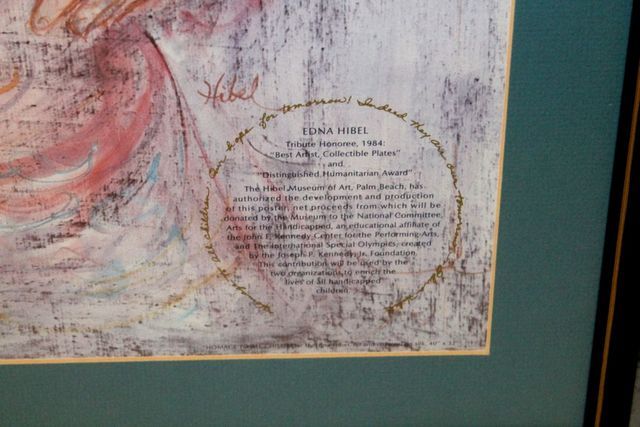 Hibel
hope for tomorrow! Indeed they are our
EDNA HIBEL
Tribute Honoree, 1984:
"Best Artist, Collectible Plates"
and
"Distinguished Humanitarian Award"
The Hibel Museum of Art, Palm Beach, has
authorized the development and production
of this poster, net proceeds from which will be
donated by the Museum to the National Committee,
Arts for the Handicapped, an educational affiliate of
the John F. Kennedy Center for the Performing Arts,
and The International Special Olympics, created
by the Joseph P. Kennedy, Jr. Foundation.
This contribution will be used by the
two organizations to enrich the
lives of all handicapped
children.